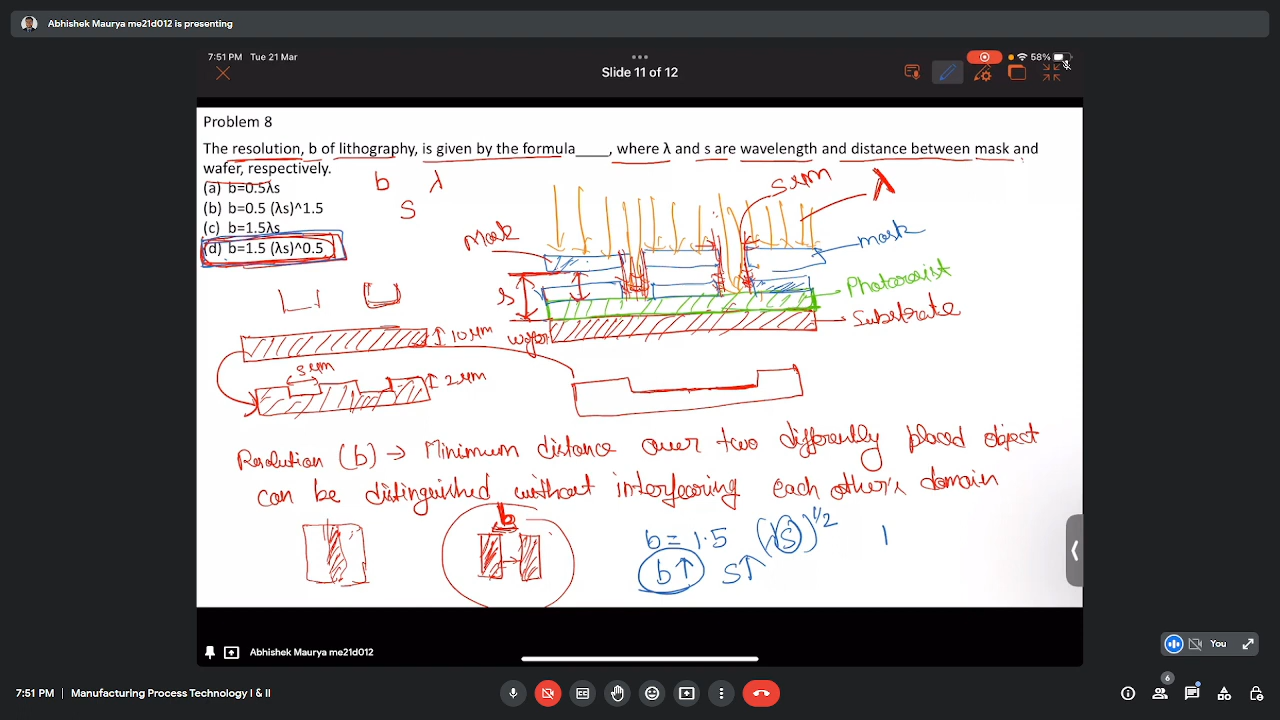 Abhishek Maurya me21d012 is presenting
7:51 PM Tue 21 Mar
58%
Slide 11 of 12
Problem 8
The resolution, b of lithography, is given by the formula____, where λ and s are wavelength and distance between mask and
wafer, respectively.
(a) b=0.5λs
(b) b=0.5 (λs)^1.5
(c) b=1.5λs
(d) b=1.5 (λs)^0.5
b λ
s
λ
Mask
mask
s
Photoresist
Substrate
wafer
10 μm
2 μm
Resolution (b) → Minimum distance over two differently placed object
can be distinguished without interfearing each other's domain
b
b = 1.5 (λs)^1/2
b↑ s↑
Abhishek Maurya me21d012
You
6
7:51 PM | Manufacturing Process Technology I & II